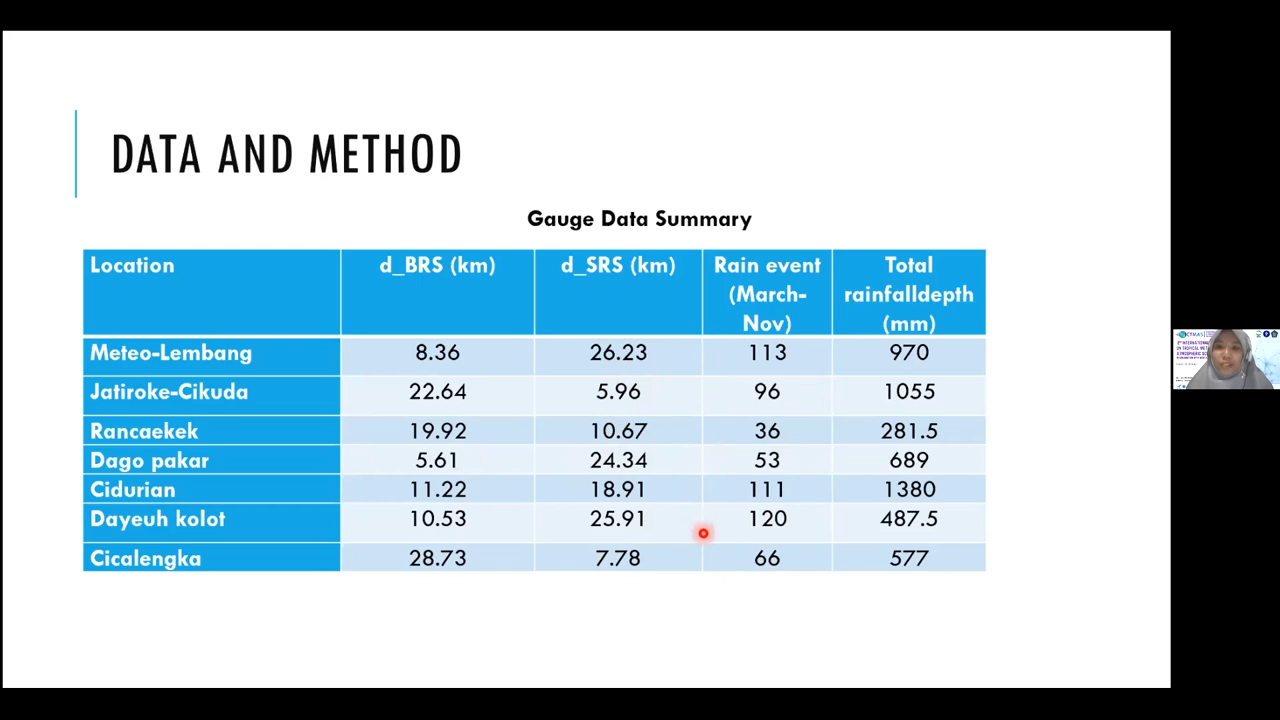 DATA AND METHOD
Gauge Data Summary
Location d_BRS (km) d_SRS (km) Rain event (March-Nov) Total rainfalldepth (mm)
Meteo-Lembang 8.36 26.23 113 970
Jatiroke-Cikuda 22.64 5.96 96 1055
Rancaekek 19.92 10.67 36 281.5
Dago pakar 5.61 24.34 53 689
Cidurian 11.22 18.91 111 1380
Dayeuh kolot 10.53 25.91 120 487.5
Cicalengka 28.73 7.78 66 577